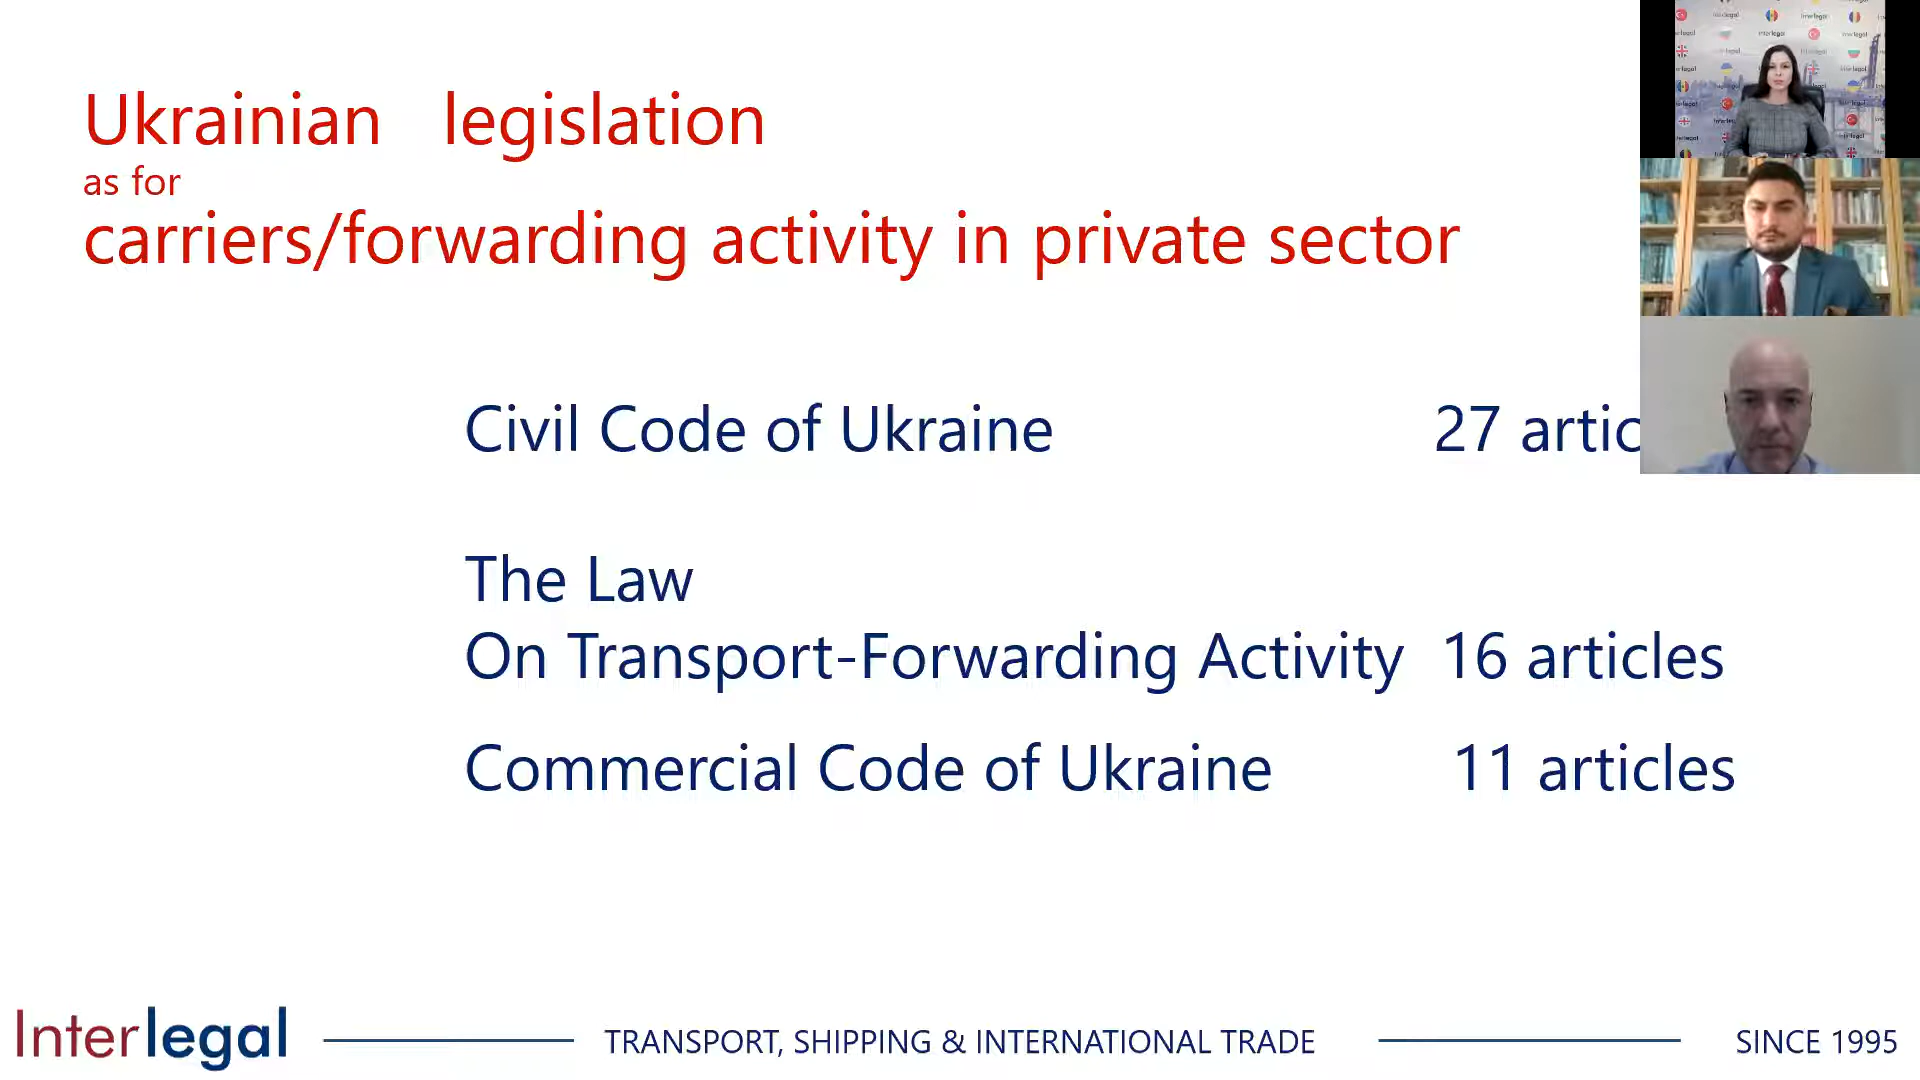 Ukrainian legislation
as for
carriers/forwarding activity in private sector
Civil Code of Ukraine 27
The Law
On Transport-Forwarding Activity 16 articles
Commercial Code of Ukraine 11 articles
Interlegal TRANSPORT, SHIPPING & INTERNATIONAL TRADE SINCE 1995